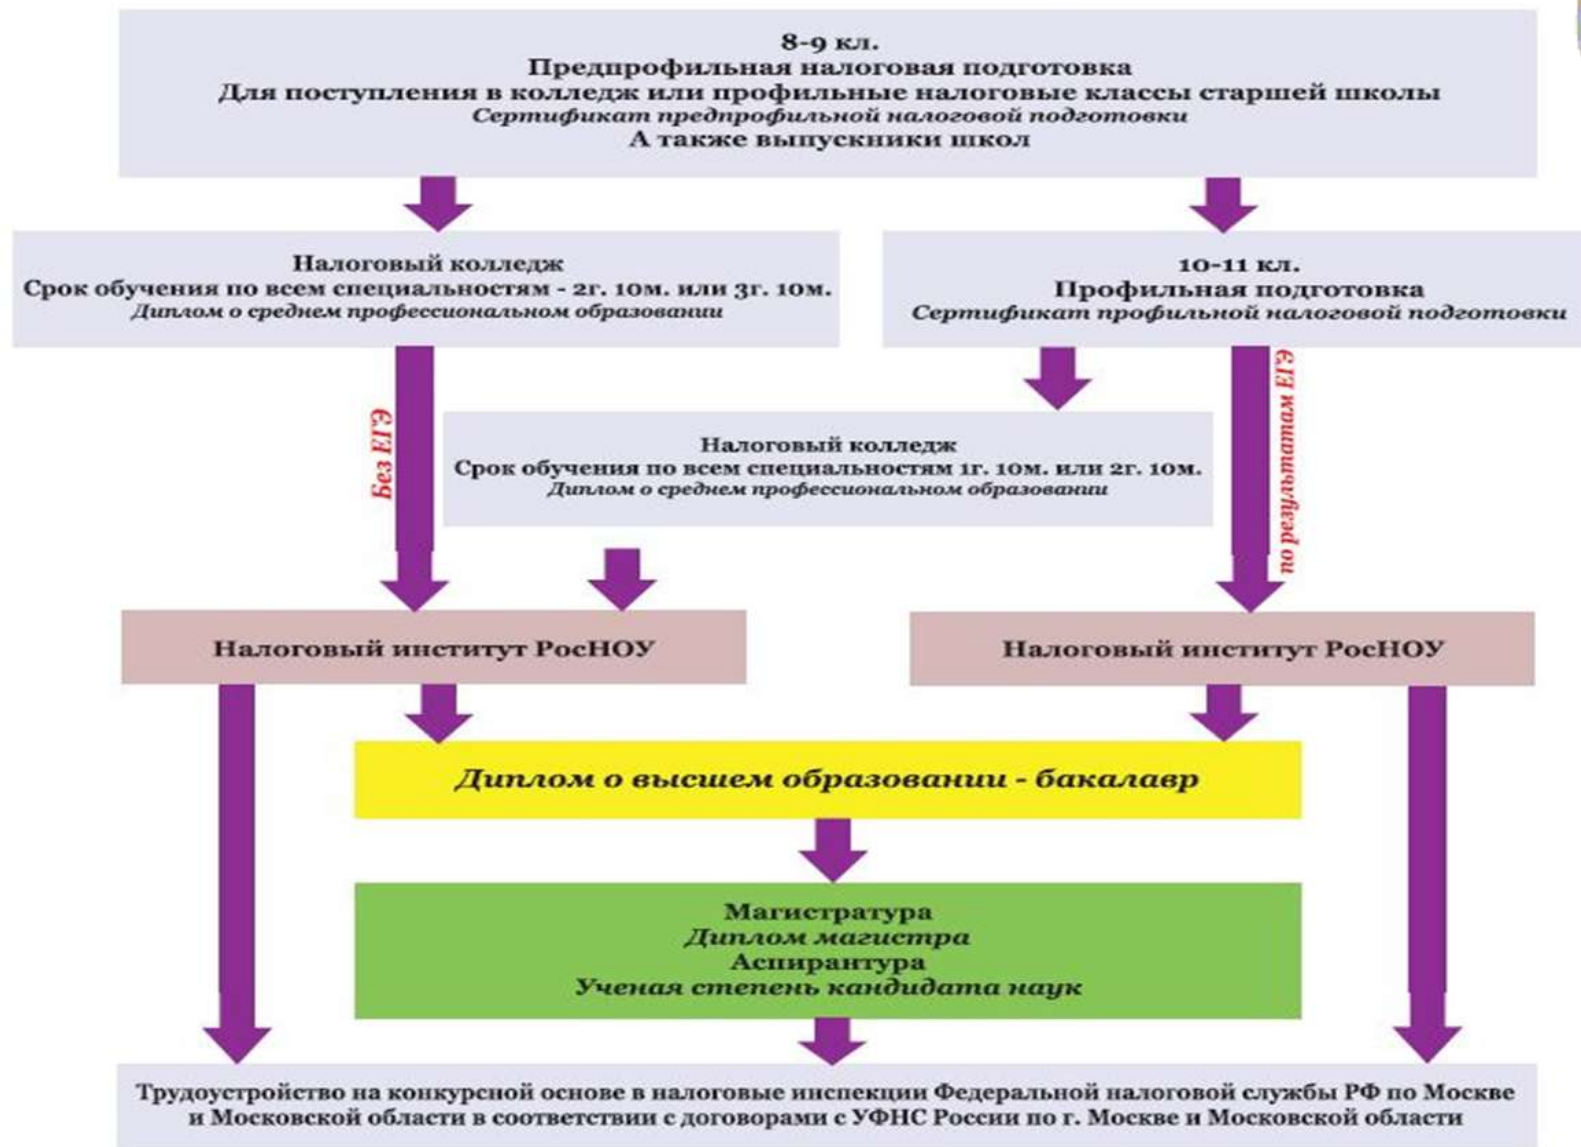 8-9 кл.
Предпрофильная налоговая подготовка
Для поступления в колледж или профильные налоговые классы старшей школы
Сертификат предпрофильной налоговой подготовки
А также выпускники школ
Налоговый колледж
Срок обучения по всем специальностям - 2г. 10м. или 3г. 10м.
Диплом о среднем профессиональном образовании
10-11 кл.
Профильная подготовка
Сертификат профильной налоговой подготовки
без ЕГЭ
по результатам ЕГЭ
Налоговый колледж
Срок обучения по всем специальностям 1г. 10м. или 2г. 10м.
Диплом о среднем профессиональном образовании
Налоговый институт РосНОУ
Налоговый институт РосНОУ
Диплом о высшем образовании - бакалавр
Магистратура
Диплом магистра
Аспирантура
Ученая степень кандидата наук
Трудоустройство на конкурсной основе в налоговые инспекции Федеральной налоговой службы РФ по Москве
и Московской области в соответствии с договорами с УФНС России по г. Москве и Московской области